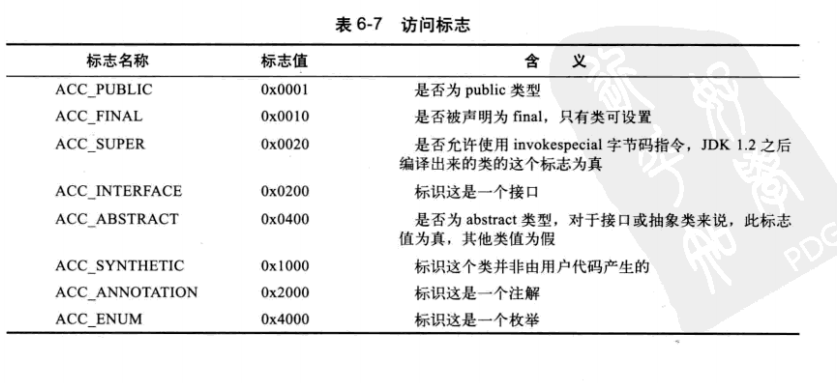 表 6-7 访问标志
标志名称 标志值 含 义
ACC_PUBLIC 0x0001 是否为 public 类型
ACC_FINAL 0x0010 是否被声明为 final，只有类可设置
ACC_SUPER 0x0020 是否允许使用 invokespecial 字节码指令，JDK 1.2 之后
编译出来的类的这个标志为真
ACC_INTERFACE 0x0200 标识这是一个接口
ACC_ABSTRACT 0x0400 是否为 abstract 类型，对于接口或抽象类来说，此标志
值为真，其他类值为假
ACC_SYNTHETIC 0x1000 标识这个类并非由用户代码产生的
ACC_ANNOTATION 0x2000 标识这是一个注解
ACC_ENUM 0x4000 标识这是一个枚举
PDG